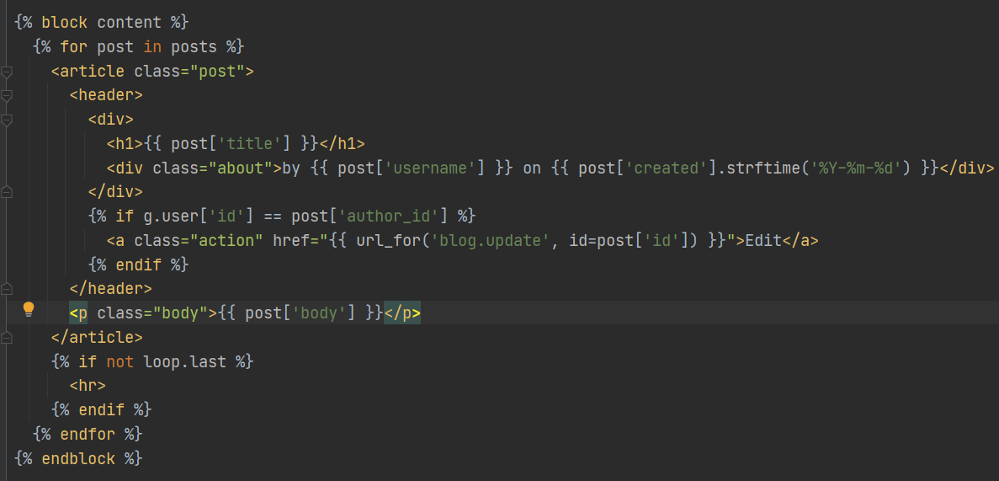 {% block content %}
{% for post in posts %}
<article class="post">
<header>
<div>
<h1>{{ post['title'] }}</h1>
<div class="about">by {{ post['username'] }} on {{ post['created'].strftime('%Y-%m-%d') }}</div>
</div>
{% if g.user['id'] == post['author_id'] %}
<a class="action" href="{{ url_for('blog.update', id=post['id']) }}">Edit</a>
{% endif %}
</header>
<p class="body">{{ post['body'] }}</p>
</article>
{% if not loop.last %}
<hr>
{% endif %}
{% endfor %}
{% endblock %}